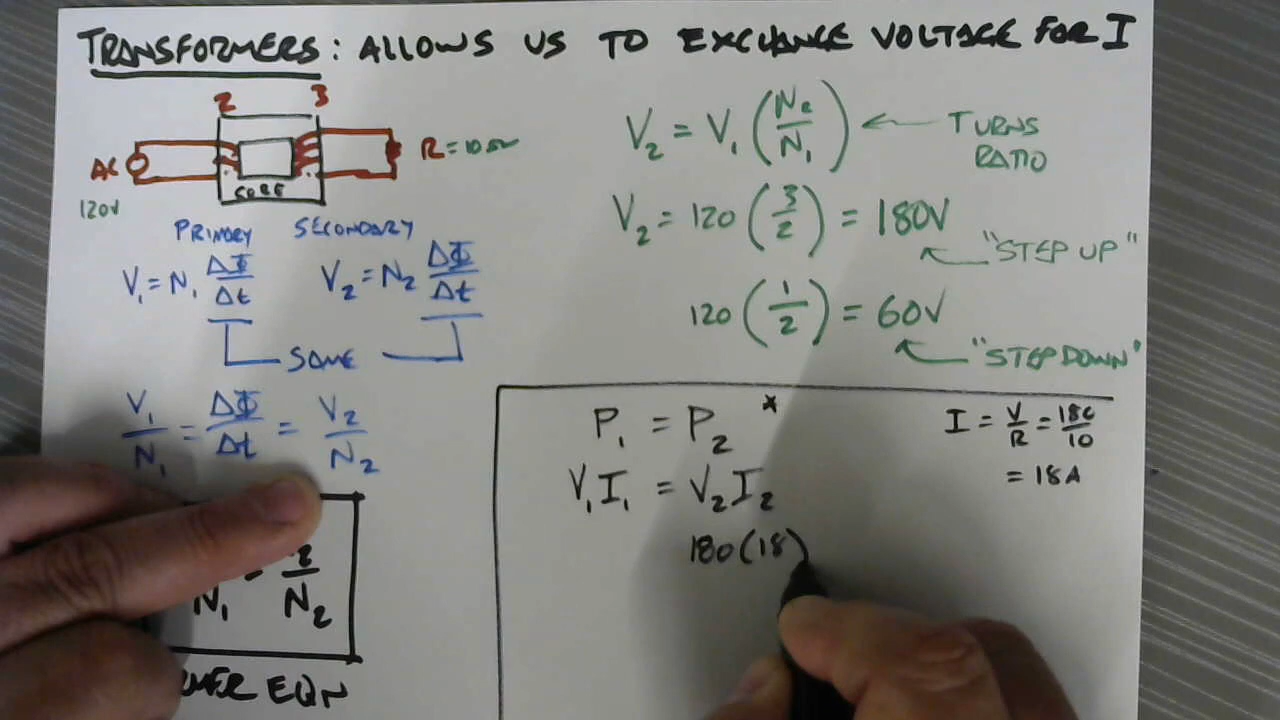 TRANSFORMERS: ALLOWS US TO EXCHANGE VOLTAGE FOR I
2 3
AC
120V
CORE
R = 10Ω
PRIMARY SECONDARY
V₁ = N₁ ΔΦ/Δt V₂ = N₂ ΔΦ/Δt
SAME
V₁/N₁ = ΔΦ/Δt = V₂/N₂
N₁ = 2/N₂
EQN
V₂ = V₁ (N₂/N₁) ← TURNS
RATIO
V₂ = 120 (3/2) = 180V
"STEP UP"
120 (1/2) = 60V
"STEP DOWN"
P₁ = P₂ *
V₁I₁ = V₂I₂
180(18)
I = V/R = 180/10
= 18A